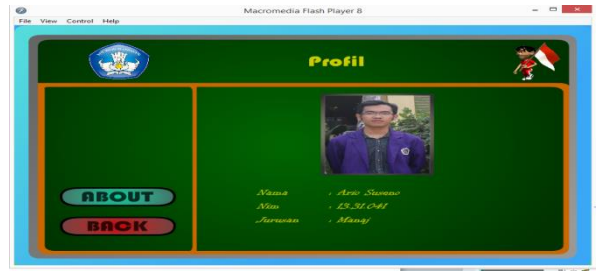 Macromedia Flash Player 8
File View Control Help
Profil
Nama : Ario Suseno
Nim : 13.31.041
Jurusan : Manaj
ABOUT
BACK